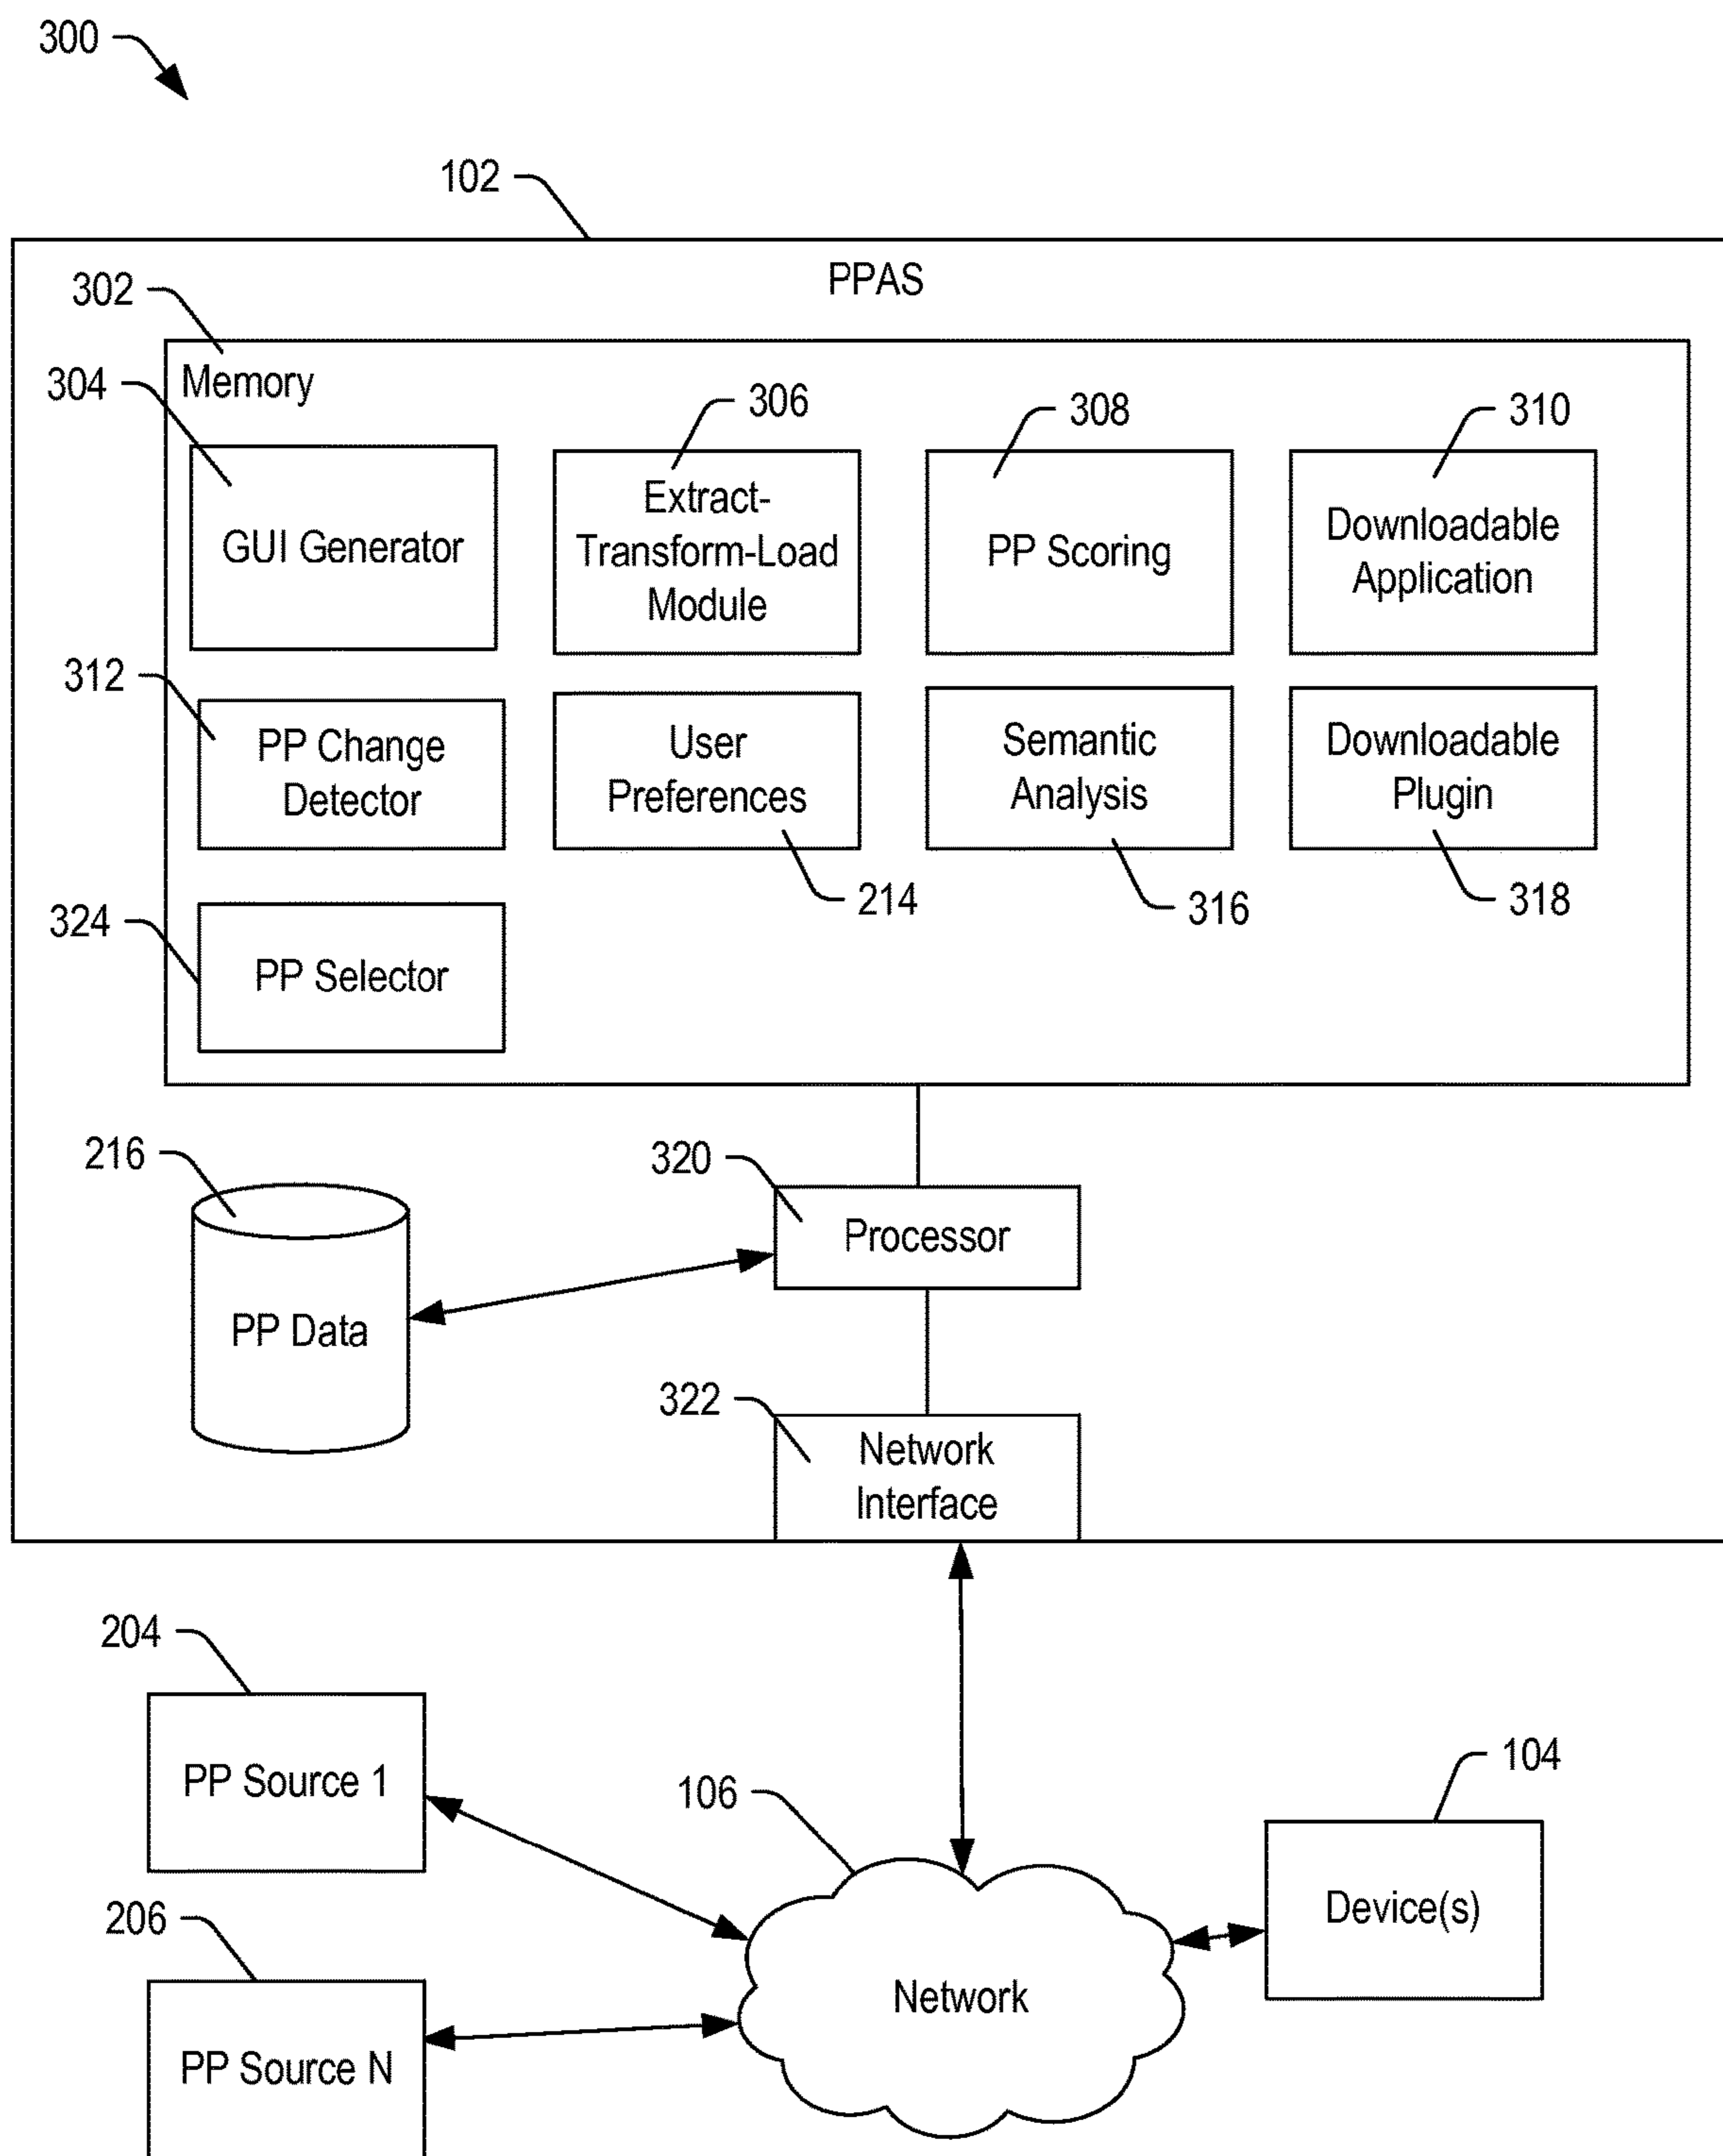 300
102
PPAS
302
Memory
304
306
308
310
GUI Generator
Extract-
Transform-Load
Module
PP Scoring
Downloadable
Application
312
PP Change
Detector
User
Preferences
Semantic
Analysis
Downloadable
Plugin
214
316
318
324
PP Selector
216
320
Processor
PP Data
322
Network
Interface
204
PP Source 1
104
106
Device(s)
206
Network
PP Source N